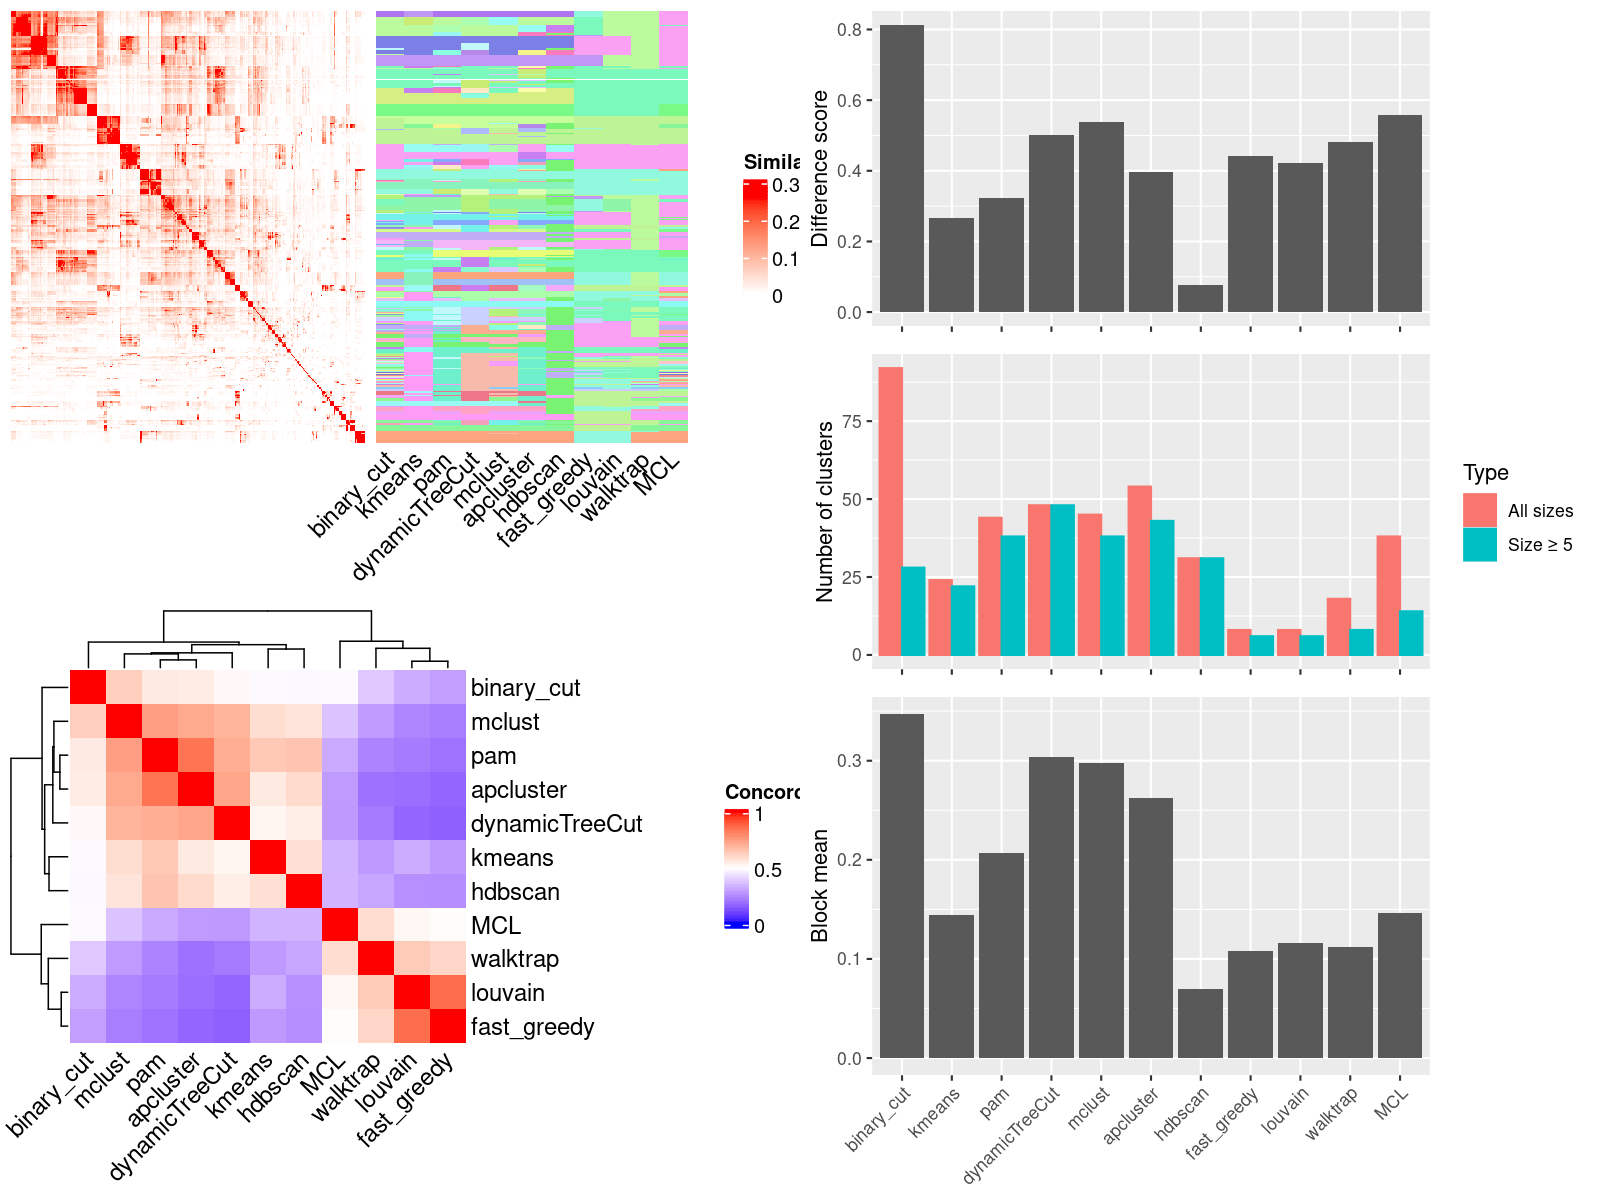 Simila
0.3
0.2
0.1
0
binary_cut
kmeans
pam
dynamicTreeCut
mclust
apcluster
hdbscan
fast_greedy
louvain
walktrap
MCL
binary_cut
mclust
pam
apcluster
dynamicTreeCut
kmeans
hdbscan
MCL
walktrap
louvain
fast_greedy
binary_cut
mclust
pam
apcluster
dynamicTreeCut
kmeans
hdbscan
MCL
walktrap
louvain
fast_greedy
Concord
1
0.5
0
Difference score
0.8
0.6
0.4
0.2
0.0
Number of clusters
75
50
25
0
Type
All sizes
Size ≥ 5
Block mean
0.3
0.2
0.1
0.0
binary_cut
kmeans
pam
dynamicTreeCut
mclust
apcluster
hdbscan
fast_greedy
louvain
walktrap
MCL